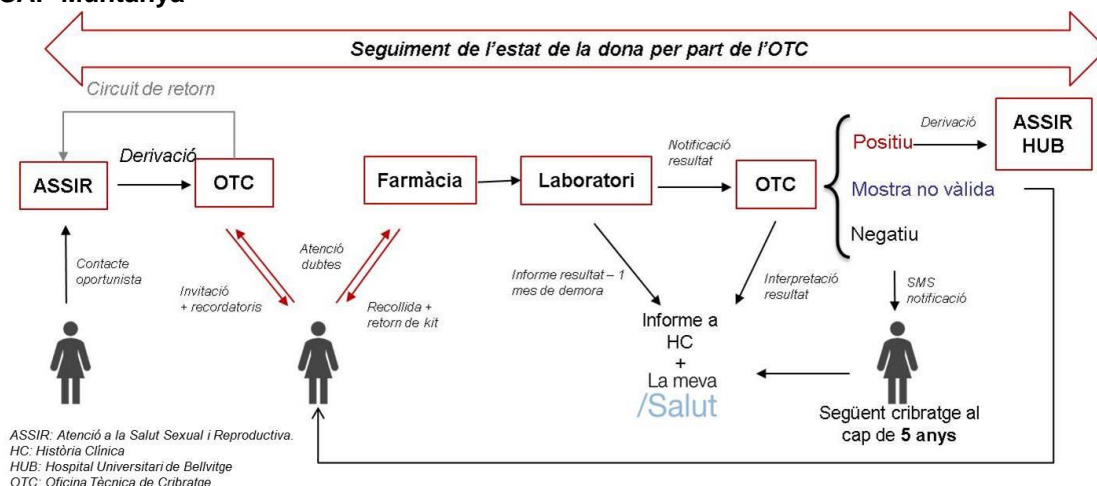 CAP Muntanya
Seguiment de l'estat de la dona per part de l'OTC
Circuit de retorn
Derivació
ASSIR
OTC
Farmàcia
Laboratori
Notificació
resultat
OTC
Positiu
Derivació
ASSIR
HUB
Mostra no vàlida
Negatiu
Contacte
oportunista
Invitació
+ recordatoris
Atenció
dubtes
Recollida +
retorn de kit
Informe resultat – 1
mes de demora
Interpretació
resultat
SMS
notificació
Informe a
HC
+
La meva
/Salut
Següent cribratge al
cap de 5 anys
ASSIR: Atenció a la Salut Sexual i Reproductiva.
HC: Història Clínica
HUB: Hospital Universitari de Bellvitge
OTC: Oficina Tècnica de Cribratge